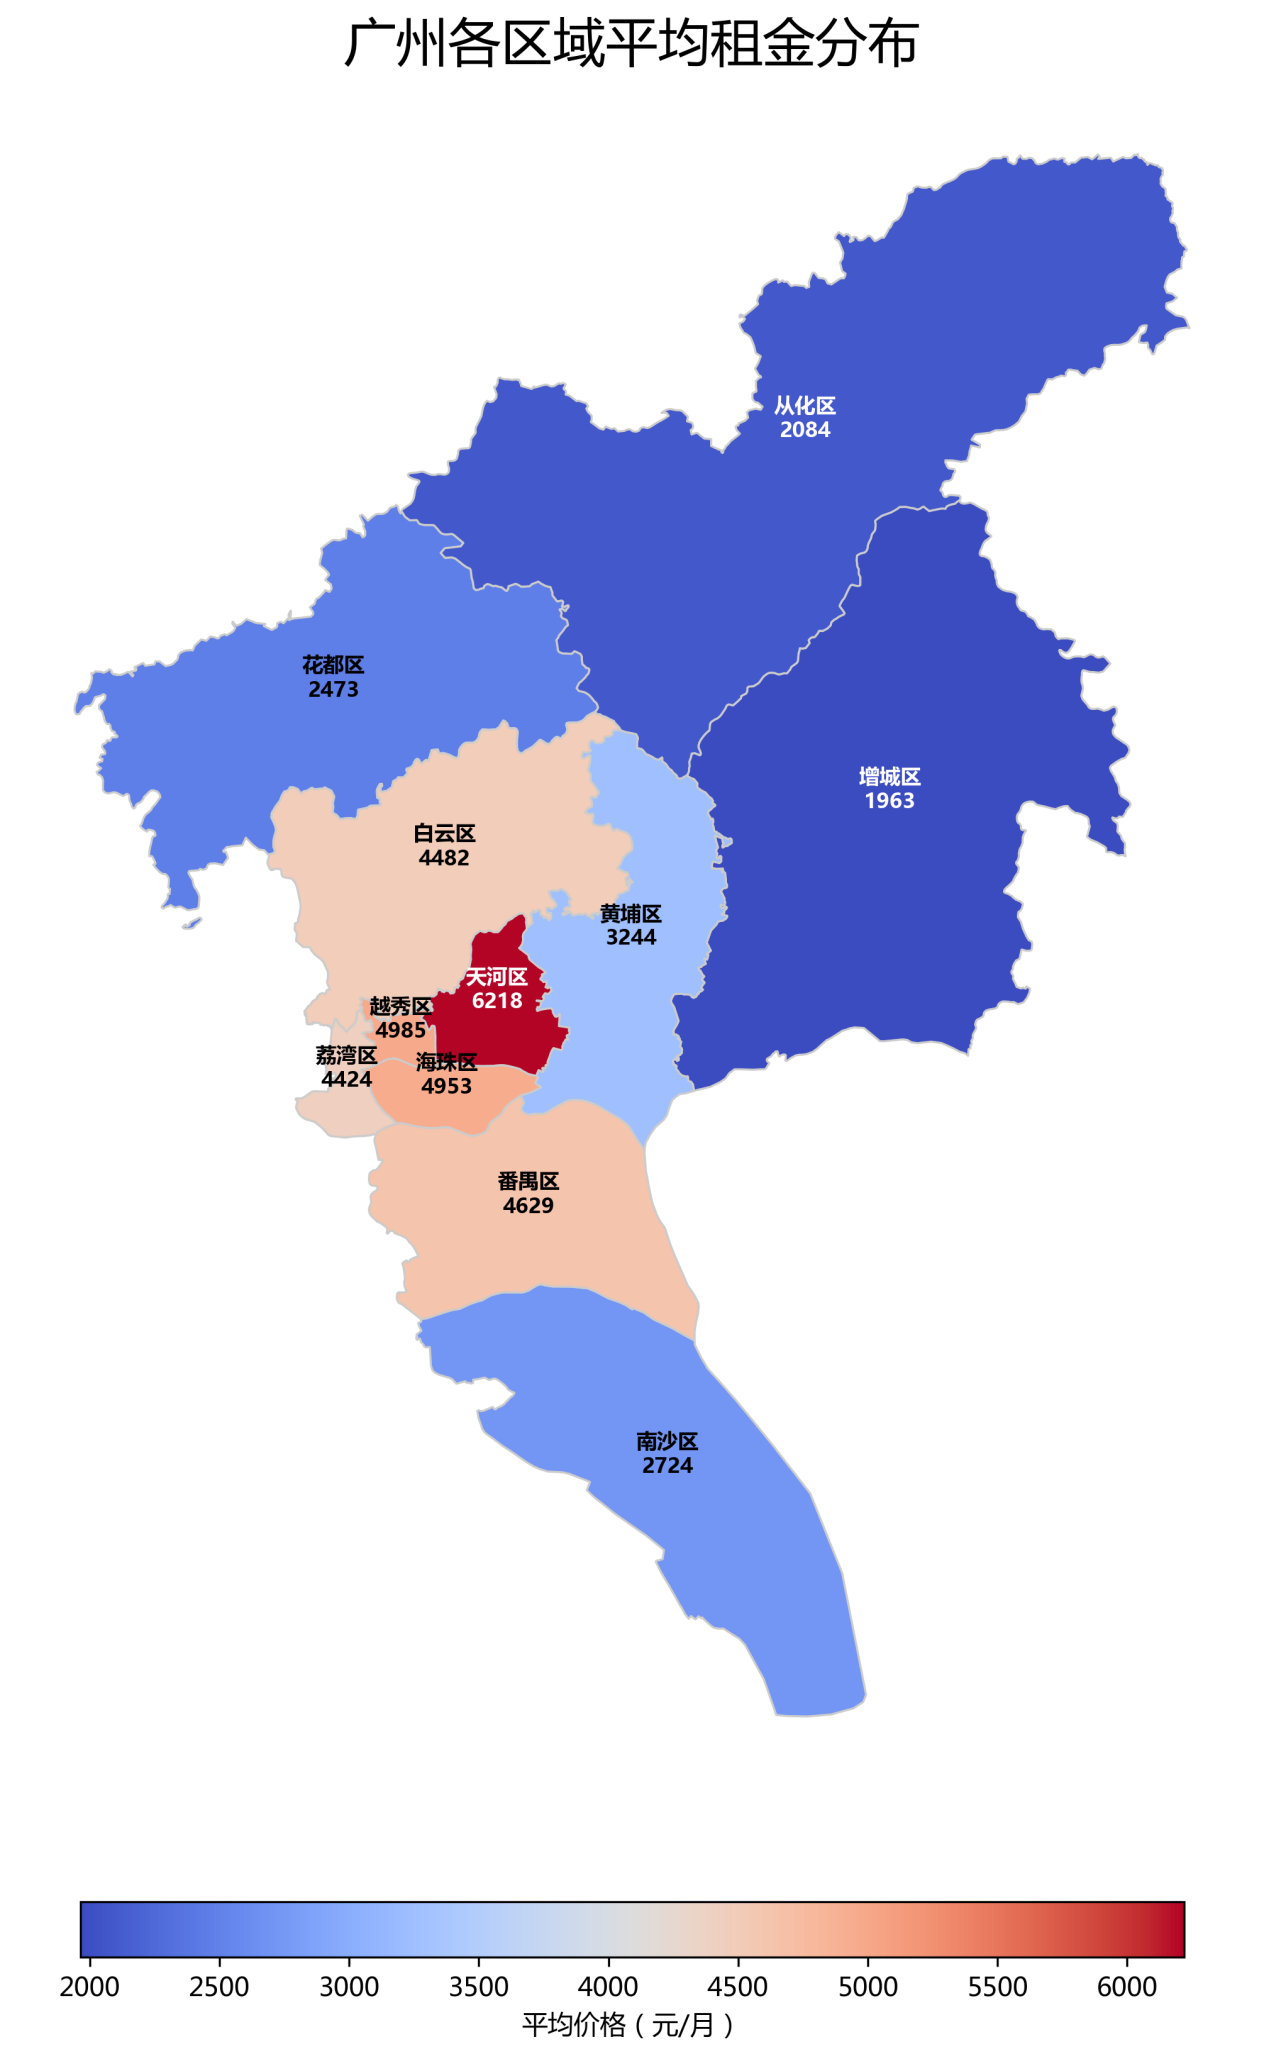 广州各区域平均租金分布
从化区
2084
花都区
2473
增城区
1963
白云区
4482
黄埔区
3244
天河区
6218
越秀区
4985
荔湾区
4424
海珠区
4953
番禺区
4629
南沙区
2724
2000 2500 3000 3500 4000 4500 5000 5500 6000
平均价格（元/月）